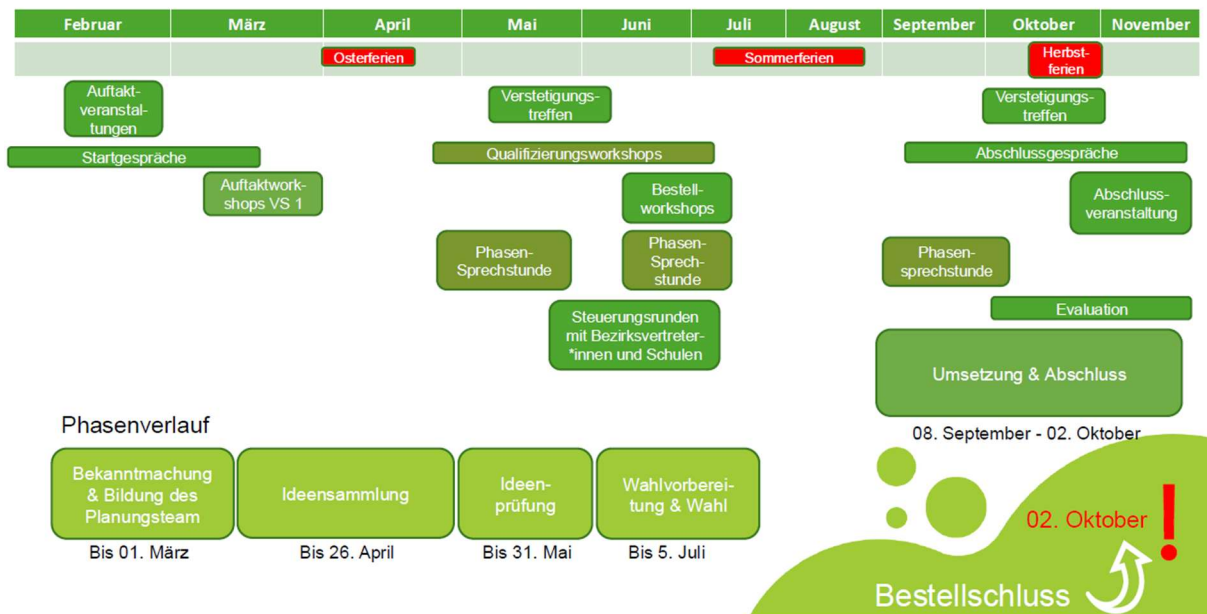 Februar März April Mai Juni Juli August September Oktober November
Osterferien
Sommerferien
Herbst-
ferien
Auftakt-
veranstal-
tungen
Verstetigungs-
treffen
Verstetigungs-
treffen
Startgespräche
Qualifizierungsworkshops
Abschlussgespräche
Auftaktwork-
shops VS 1
Bestell-
workshops
Abschluss-
veranstaltung
Phasen-
Sprechstunde
Phasen-
Sprech-
stunde
Phasen-
sprechstunde
Steuerungsrunden
mit Bezirksvertreter-
*innen und Schulen
Evaluation
Umsetzung & Abschluss
08. September - 02. Oktober
Phasenverlauf
Bekanntmachung
& Bildung des
Planungsteam
Bis 01. März
Ideensammlung
Bis 26. April
Ideen-
prüfung
Bis 31. Mai
Wahlvorberei-
tung & Wahl
Bis 5. Juli
02. Oktober !
Bestellschluss